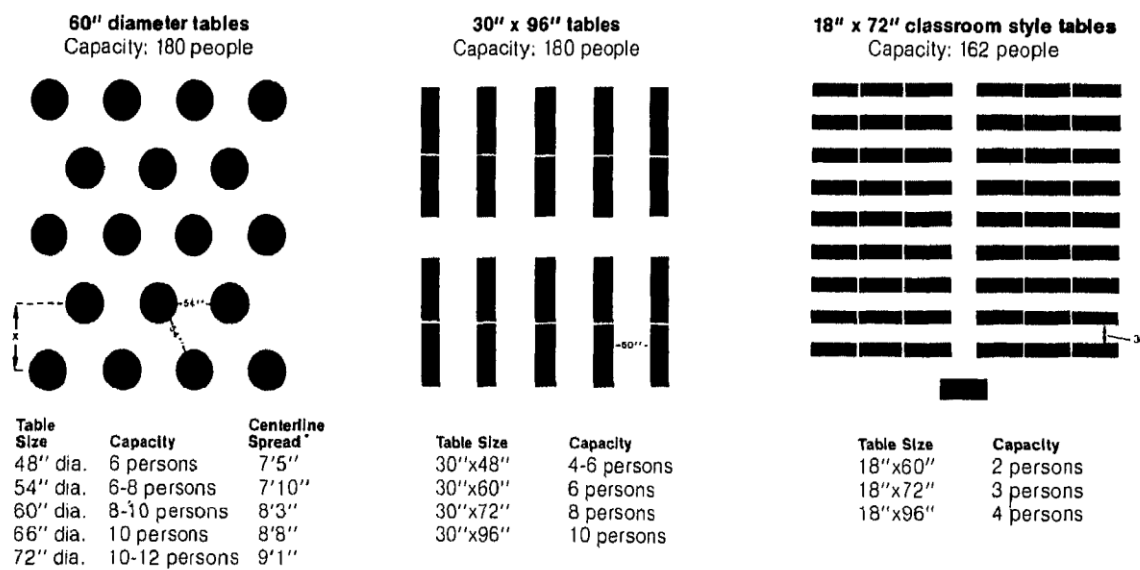 60" diameter tables
Capacity: 180 people
54"
54"
x
Table Size Capacity Centerline Spread*
48" dia. 6 persons 7'5"
54" dia. 6-8 persons 7'10"
60" dia. 8-10 persons 8'3"
66" dia. 10 persons 8'8"
72" dia. 10-12 persons 9'1"
30" x 96" tables
Capacity: 180 people
60"
Table Size Capacity
30"x48" 4-6 persons
30"x60" 6 persons
30"x72" 8 persons
30"x96" 10 persons
18" x 72" classroom style tables
Capacity: 162 people
3
Table Size Capacity
18"x60" 2 persons
18"x72" 3 persons
18"x96" 4 persons